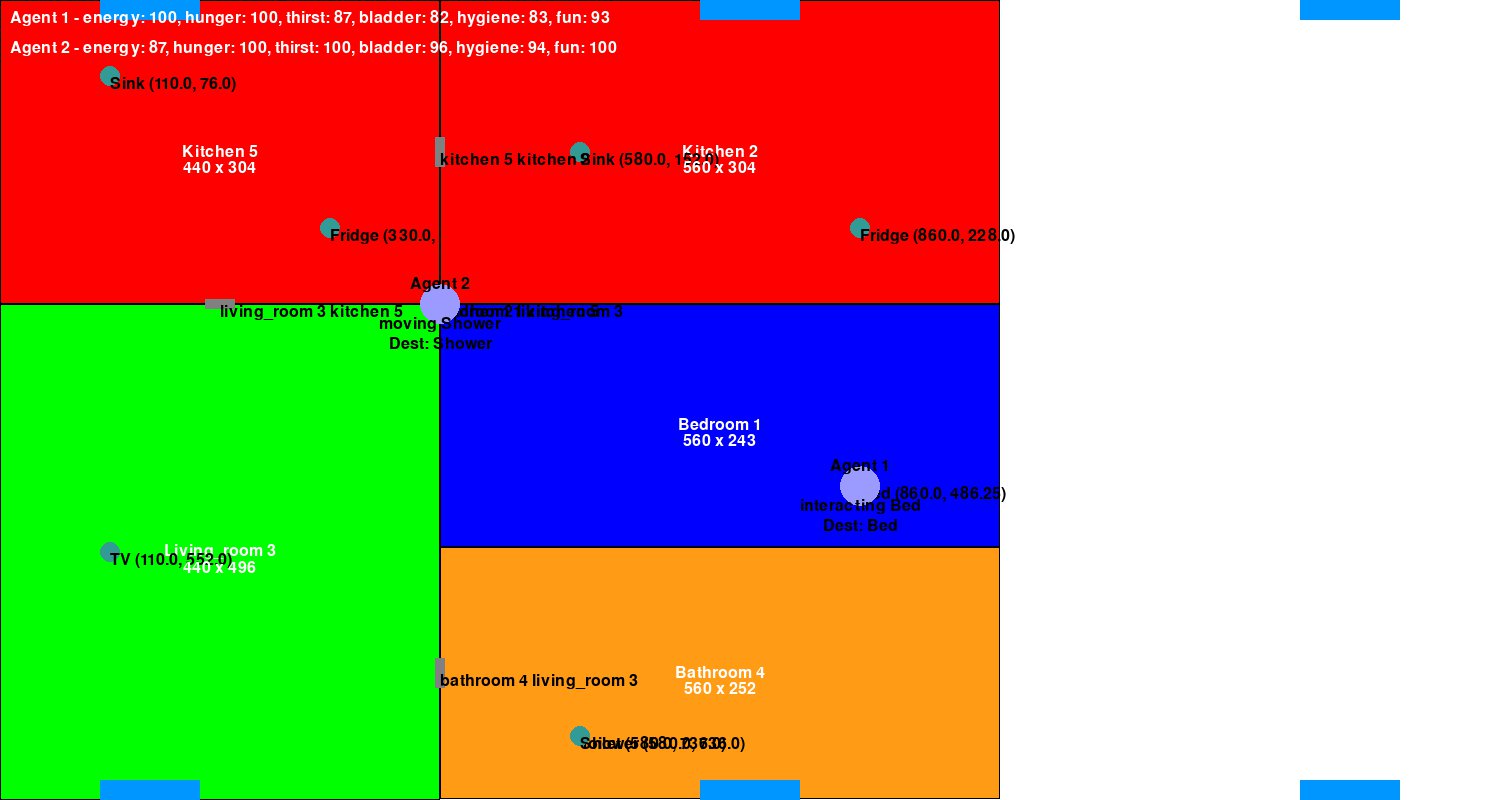 Agent 1 - energy: 100, hunger: 100, thirst: 87, bladder: 82, hygiene: 83, fun: 93
Agent 2 - energy: 87, hunger: 100, thirst: 100, bladder: 96, hygiene: 94, fun: 100
Sink (110.0, 76.0)
Kitchen 5
440 x 304
kitchen 5 kitchen 2
Sink (580.0, 152.0)
Kitchen 2
560 x 304
Fridge (330.0,
Fridge (860.0, 228.0)
Agent 2
living_room 3 kitchen 5
living_room 3
moving Shower
Dest: Shower
Bedroom 1
560 x 243
Agent 1
(860.0, 486.25)
interacting Bed
Dest: Bed
TV (110.0, 552.0)
Living_room 3
440 x 496
bathroom 4 living_room 3
Bathroom 4
560 x 252